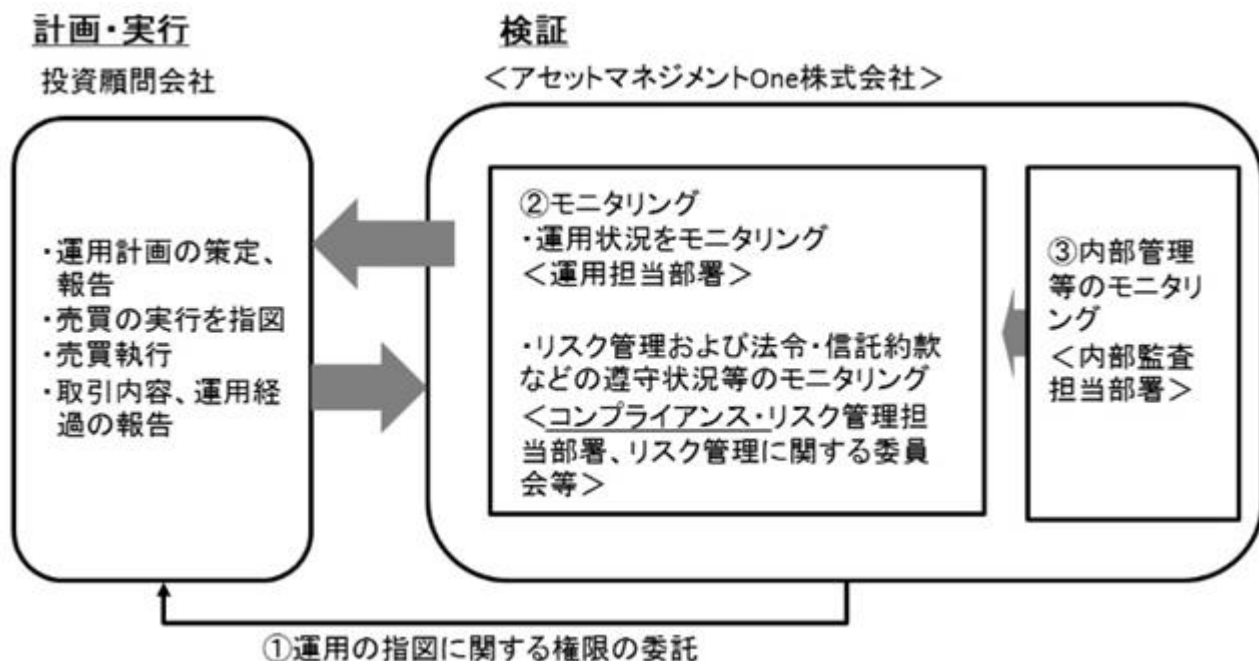 計画・実行
投資顧問会社
・運用計画の策定、
報告
・売買の実行を指図
・売買執行
・取引内容、運用経
過の報告
検証
＜アセットマネジメントOne株式会社＞
②モニタリング
・運用状況をモニタリング
＜運用担当部署＞
・リスク管理および法令・信託約款
などの遵守状況等のモニタリング
＜コンプライアンス・リスク管理担
当部署、リスク管理に関する委員
会等＞
③内部管理
等のモニタリ
ング
＜内部監査
担当部署＞
①運用の指図に関する権限の委託